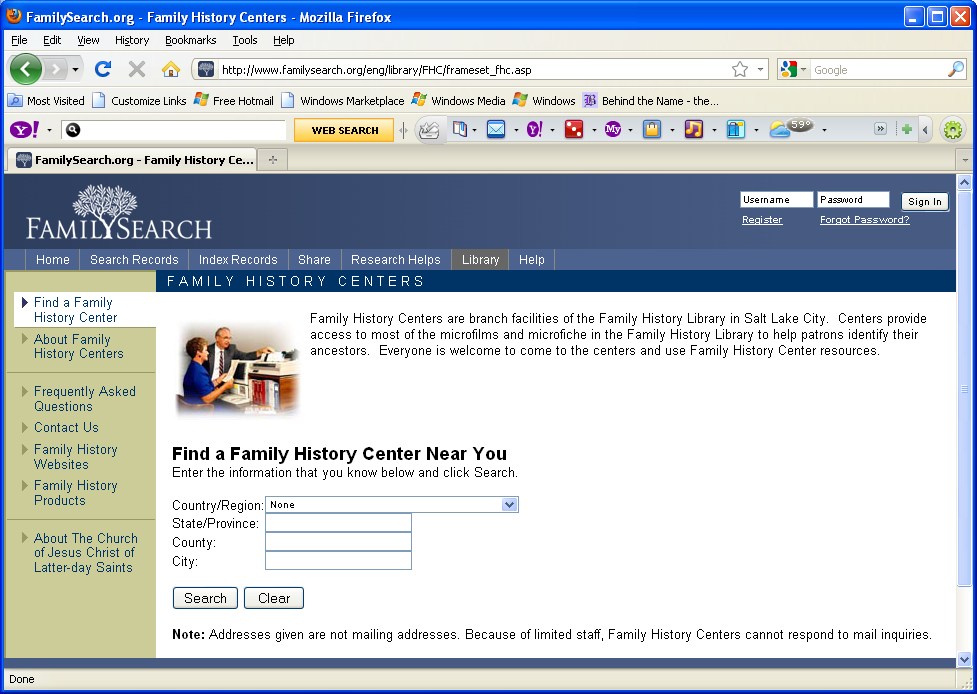 FamilySearch.org - Family History Centers - Mozilla Firefox
File Edit View History Bookmarks Tools Help
http://www.familysearch.org/eng/library/FHC/frameset_fhc.asp Google
Most Visited Customize Links Free Hotmail Windows Marketplace Windows Media Windows Behind the Name - the...
Y! WEB SEARCH Y! My 59° »
FamilySearch.org - Family History Ce...
FAMILYSEARCH
Username Password Sign In
Register Forgot Password?
Home Search Records Index Records Share Research Helps Library Help
FAMILY HISTORY CENTERS
Find a Family
History Center
About Family
History Centers
Frequently Asked
Questions
Contact Us
Family History
Websites
Family History
Products
About The Church
of Jesus Christ of
Latter-day Saints
Family History Centers are branch facilities of the Family History Library in Salt Lake City. Centers provide
access to most of the microfilms and microfiche in the Family History Library to help patrons identify their
ancestors. Everyone is welcome to come to the centers and use Family History Center resources.
Find a Family History Center Near You
Enter the information that you know below and click Search.
Country/Region: None
State/Province:
County:
City:
Search Clear
Note: Addresses given are not mailing addresses. Because of limited staff, Family History Centers cannot respond to mail inquiries.
Done